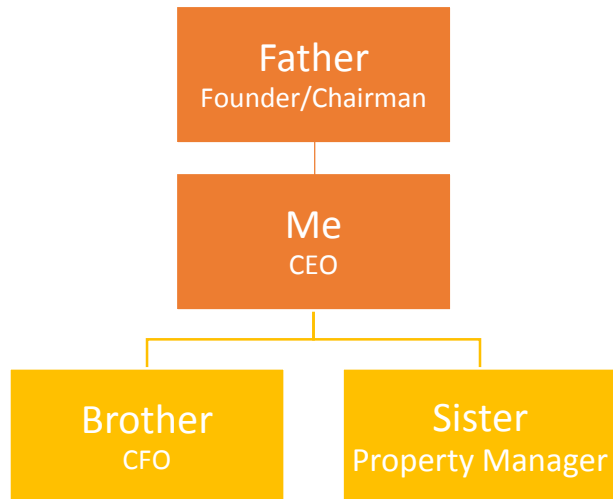 Father
Founder/Chairman
Me
CEO
Brother
CFO
Sister
Property Manager